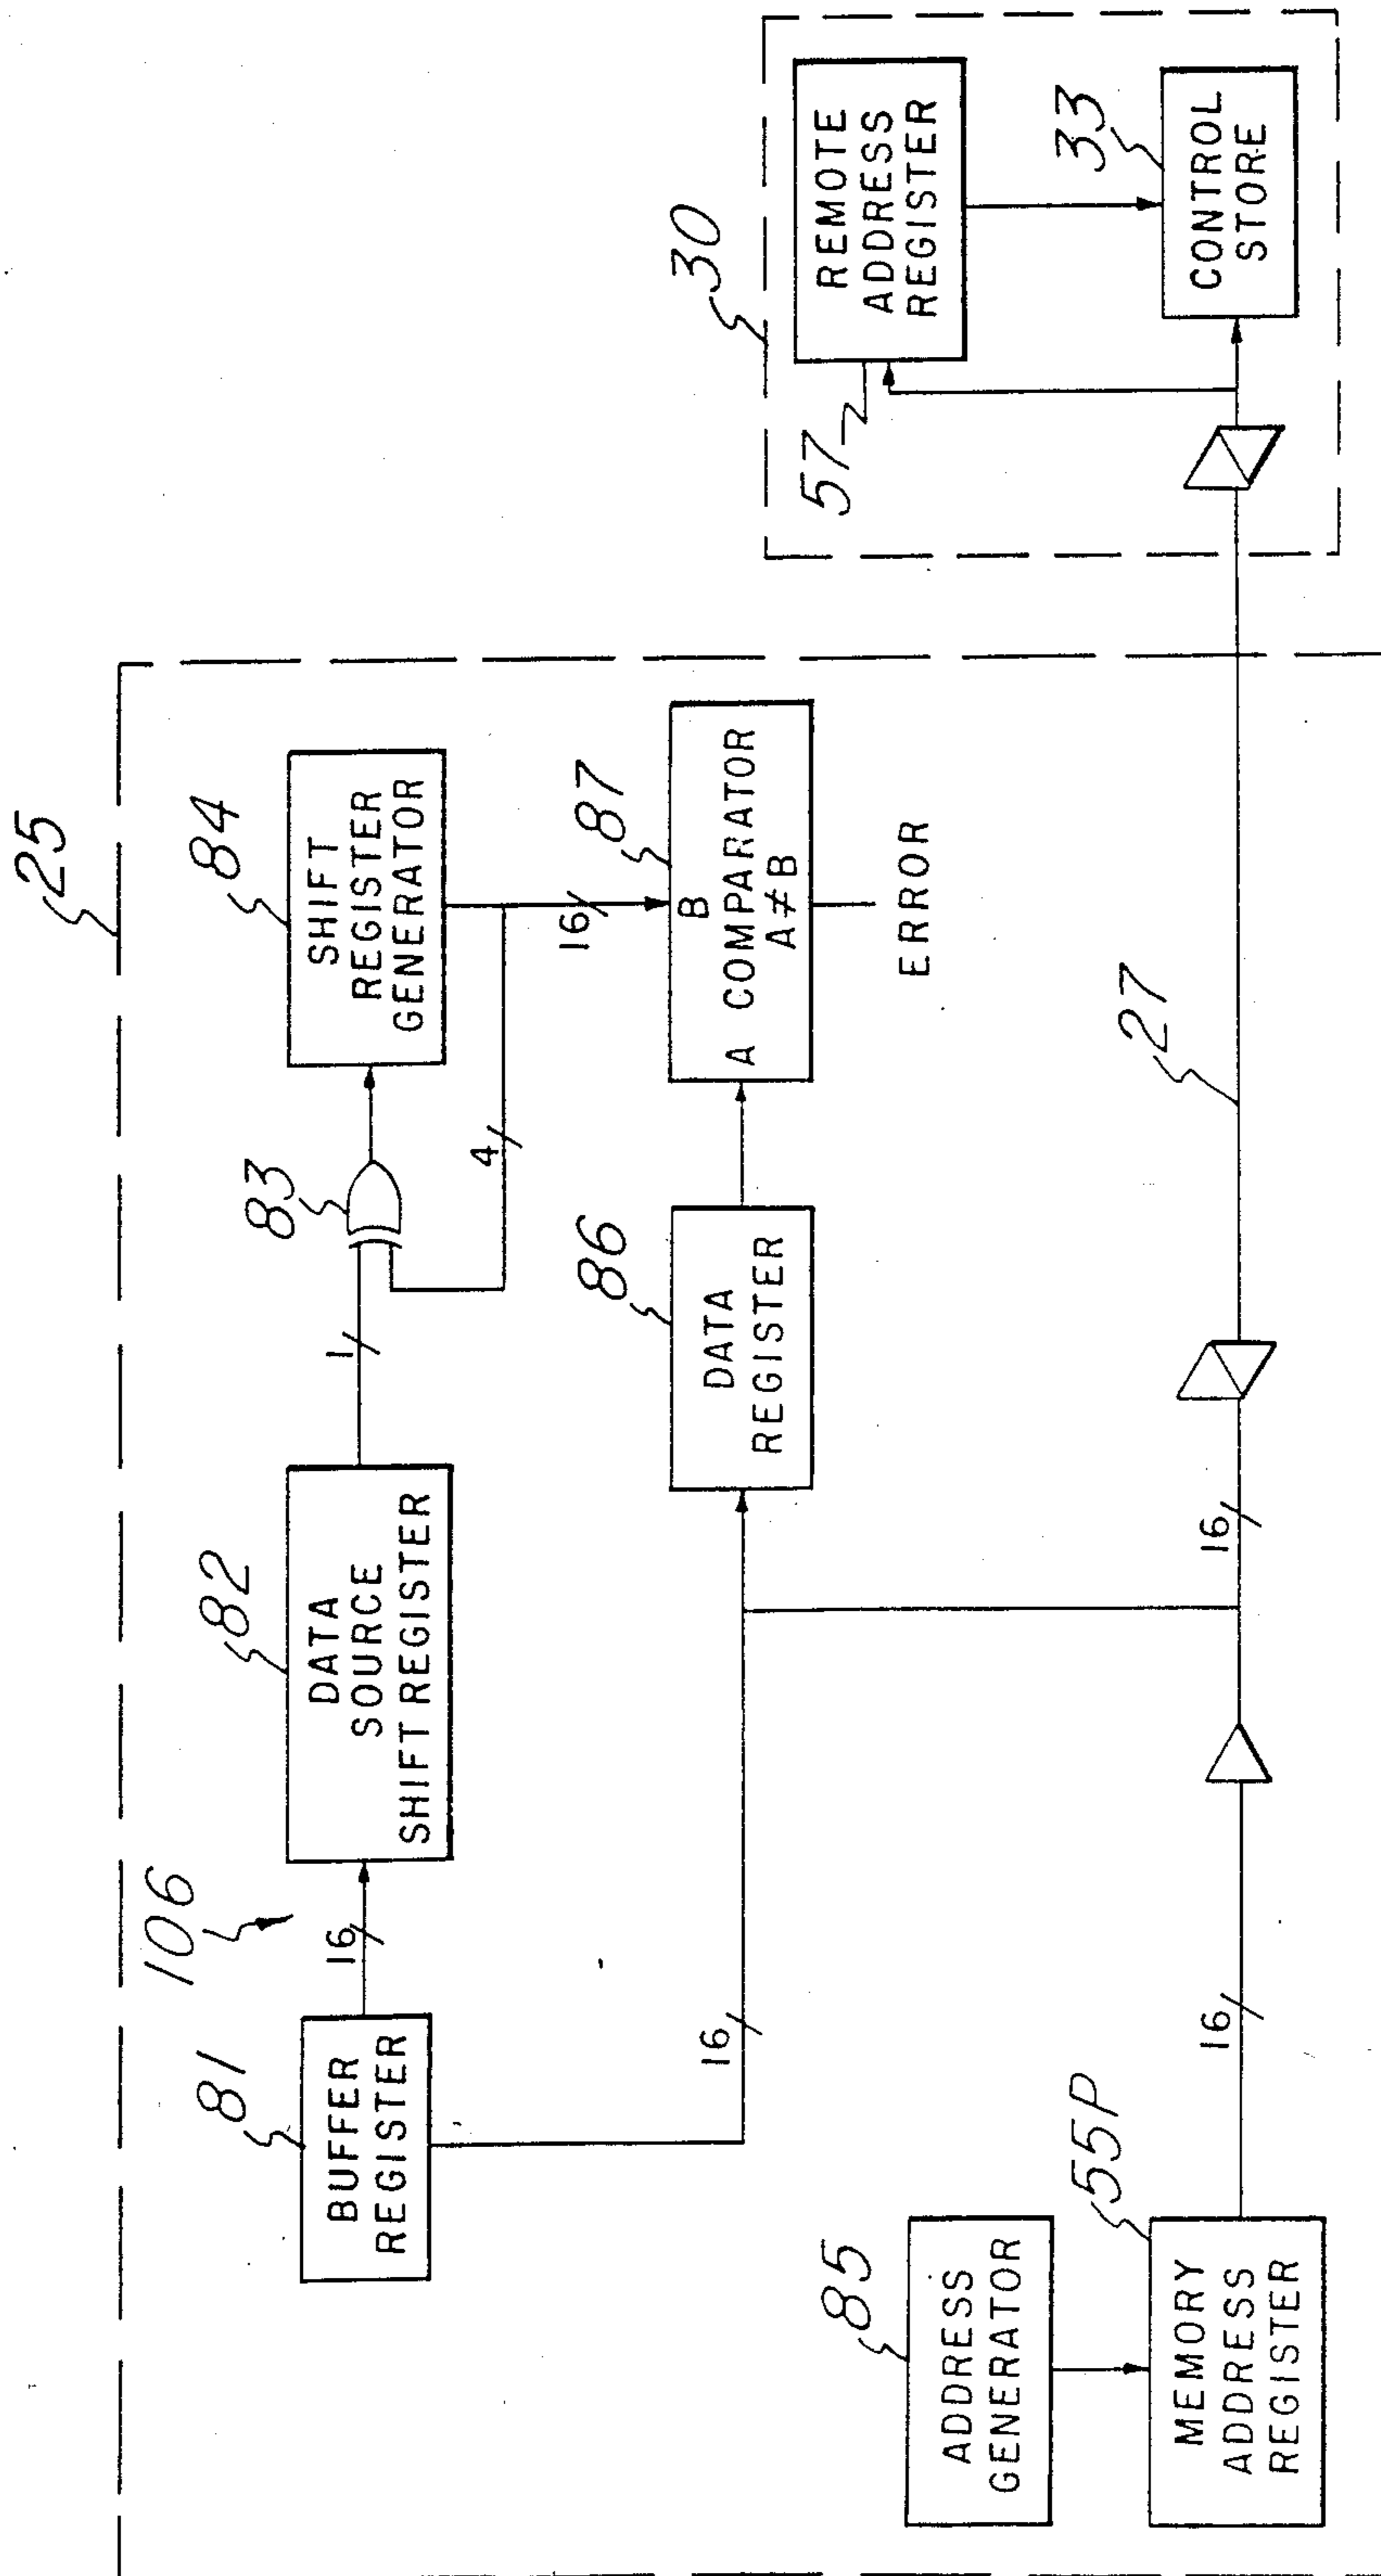 25
106
81
BUFFER
REGISTER
16
82
DATA
SOURCE
SHIFT REGISTER
1
83
84
SHIFT
REGISTER
GENERATOR
4
16
16
86
DATA
REGISTER
87
B
A COMPARATOR
A≠B
ERROR
85
ADDRESS
GENERATOR
55P
MEMORY
ADDRESS
REGISTER
16
16
27
30
57
REMOTE
ADDRESS
REGISTER
33
CONTROL
STORE